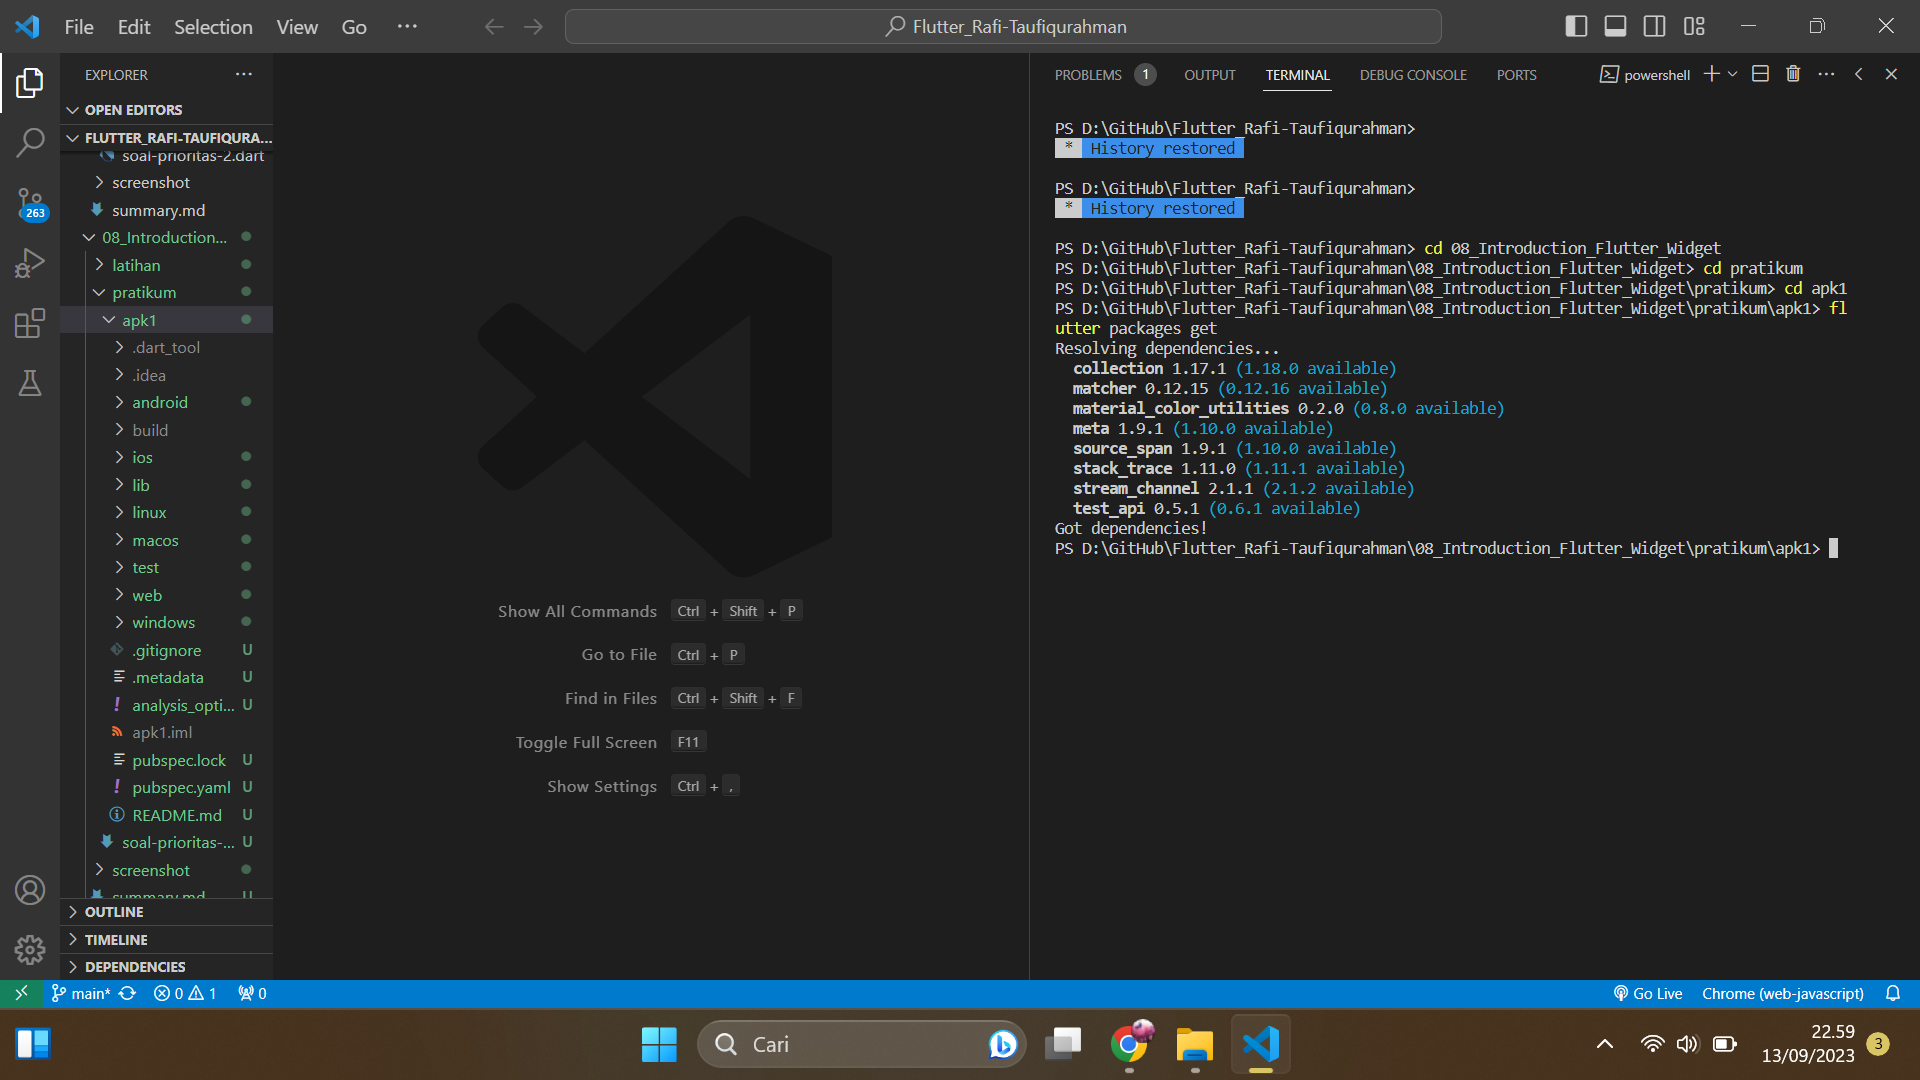 File Edit Selection View Go ···
Flutter_Rafi-Taufiqurahman
EXPLORER
OPEN EDITORS
FLUTTER_RAFI-TAUFIQURA...
soal-prioritas-2.dart
screenshot
summary.md
08_Introduction...
latihan
pratikum
apk1
.dart_tool
.idea
android
build
ios
lib
linux
macos
test
web
windows
.gitignore U
.metadata U
analysis_opti... U
apk1.iml
pubspec.lock U
pubspec.yaml U
README.md U
soal-prioritas-... U
screenshot
summary.md U
OUTLINE
TIMELINE
DEPENDENCIES
263
Show All Commands Ctrl + Shift + P
Go to File Ctrl + P
Find in Files Ctrl + Shift + F
Toggle Full Screen F11
Show Settings Ctrl + ,
PROBLEMS 1 OUTPUT TERMINAL DEBUG CONSOLE PORTS powershell
PS D:\GitHub\Flutter_Rafi-Taufiqurahman>
* History restored
PS D:\GitHub\Flutter_Rafi-Taufiqurahman>
* History restored
PS D:\GitHub\Flutter_Rafi-Taufiqurahman> cd 08_Introduction_Flutter_Widget
PS D:\GitHub\Flutter_Rafi-Taufiqurahman\08_Introduction_Flutter_Widget> cd pratikum
PS D:\GitHub\Flutter_Rafi-Taufiqurahman\08_Introduction_Flutter_Widget\pratikum> cd apk1
PS D:\GitHub\Flutter_Rafi-Taufiqurahman\08_Introduction_Flutter_Widget\pratikum\apk1> fl
utter packages get
Resolving dependencies...
collection 1.17.1 (1.18.0 available)
matcher 0.12.15 (0.12.16 available)
material_color_utilities 0.2.0 (0.8.0 available)
meta 1.9.1 (1.10.0 available)
source_span 1.9.1 (1.10.0 available)
stack_trace 1.11.0 (1.11.1 available)
stream_channel 2.1.1 (2.1.2 available)
test_api 0.5.1 (0.6.1 available)
Got dependencies!
PS D:\GitHub\Flutter_Rafi-Taufiqurahman\08_Introduction_Flutter_Widget\pratikum\apk1>
main* 0 1 0 Go Live Chrome (web-javascript)
Cari
22.59
13/09/2023 3